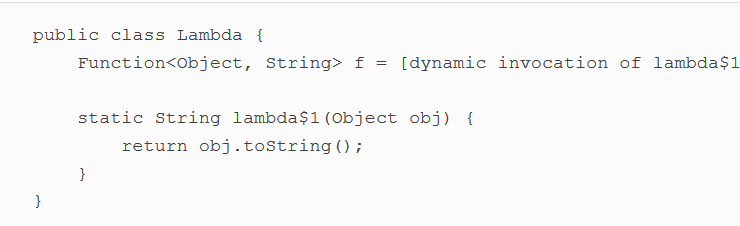 public class Lambda {
Function<Object, String> f = [dynamic invocation of lambda$1
static String lambda$1(Object obj) {
return obj.toString();
}
}